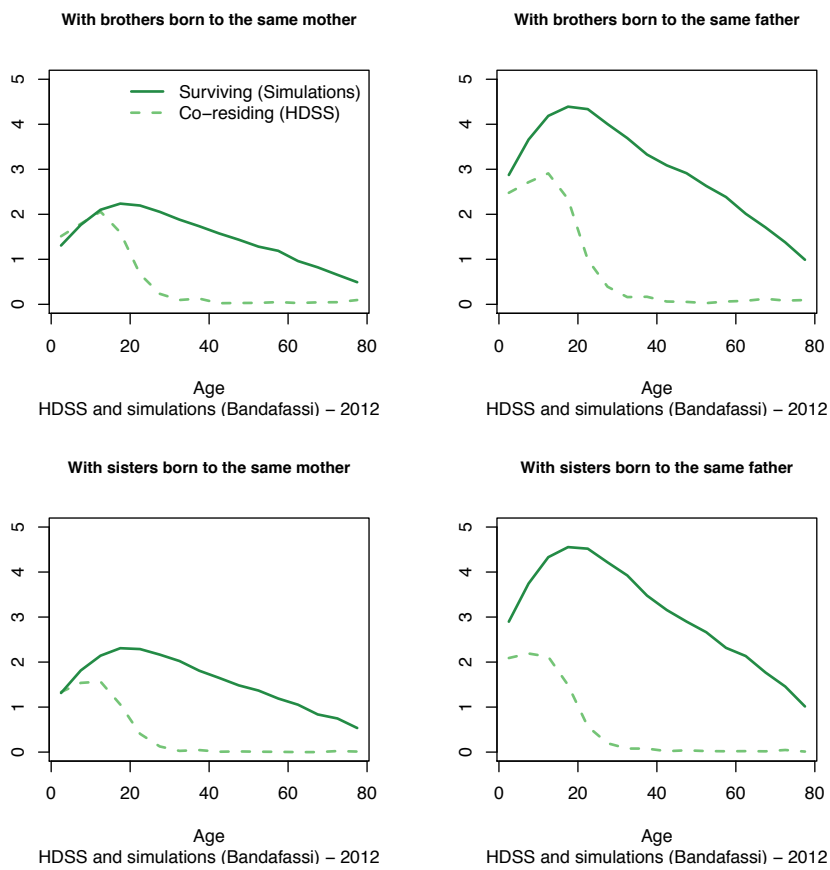 With brothers born to the same mother
5
4
3
2
1
0
Surviving (Simulations)
Co−residing (HDSS)
0 20 40 60 80
Age
HDSS and simulations (Bandafassi) − 2012
With brothers born to the same father
5
4
3
2
1
0
0 20 40 60 80
Age
HDSS and simulations (Bandafassi) − 2012
With sisters born to the same mother
5
4
3
2
1
0
0 20 40 60 80
Age
HDSS and simulations (Bandafassi) − 2012
With sisters born to the same father
5
4
3
2
1
0
0 20 40 60 80
Age
HDSS and simulations (Bandafassi) − 2012